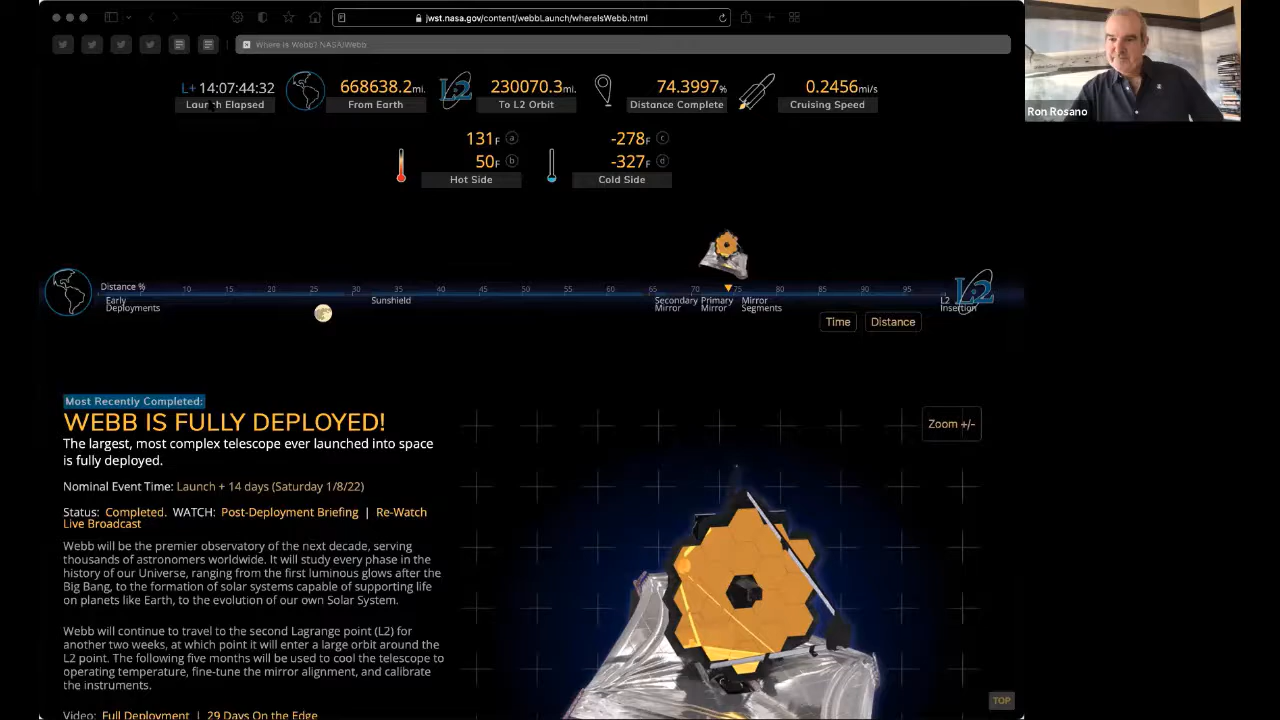 jwst.nasa.gov/content/webbLaunch/whereIsWebb.html
Where is Webb? NASA/Webb
L+ 14:07:44:32
Launch Elapsed
668638.2mi.
From Earth
L2
230070.3mi.
To L2 Orbit
74.3997%
Distance Complete
0.2456mi/s
Cruising Speed
131F a
50F b
Hot Side
-278F c
-327F d
Cold Side
Ron Rosano
Distance %
10 15 20 25 30 35 40 45 50 55 60 65 70 75 80 85 90 95
Early Deployments
Sunshield
Secondary Mirror
Primary Mirror
Mirror Segments
L2 Insertion
L2
Time
Distance
Most Recently Completed:
WEBB IS FULLY DEPLOYED!
The largest, most complex telescope ever launched into space
is fully deployed.
Nominal Event Time: Launch + 14 days (Saturday 1/8/22)
Status: Completed. WATCH: Post-Deployment Briefing | Re-Watch
Live Broadcast
Webb will be the premier observatory of the next decade, serving
thousands of astronomers worldwide. It will study every phase in the
history of our Universe, ranging from the first luminous glows after the
Big Bang, to the formation of solar systems capable of supporting life
on planets like Earth, to the evolution of our own Solar System.
Webb will continue to travel to the second Lagrange point (L2) for
another two weeks, at which point it will enter a large orbit around the
L2 point. The following five months will be used to cool the telescope to
operating temperature, fine-tune the mirror alignment, and calibrate
the instruments.
Video: Full Deployment | 29 Days On the Edge
Zoom +/-
TOP